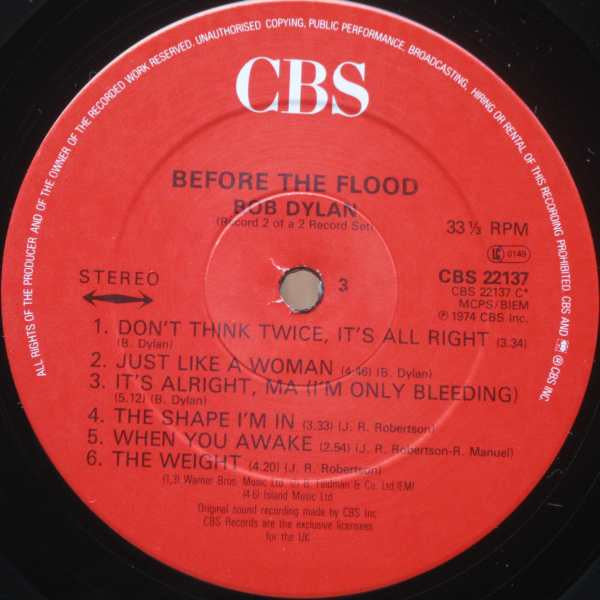 ALL RIGHTS OF THE PRODUCER AND OF THE OWNER OF THE RECORDED WORK RESERVED. UNAUTHORISED COPYING, PUBLIC PERFORMANCE, BROADCASTING, HIRING OR RENTAL OF THIS RECORDING PROHIBITED CBS AND ® CBS INC
CBS
BEFORE THE FLOOD
BOB DYLAN
(Record 2 of a 2 Record Set)
33⅓ RPM
LC 0149
STEREO
3
CBS 22137
CBS 22137 C*
MCPS/BIEM
℗ 1974 CBS Inc.
1. DON'T THINK TWICE, IT'S ALL RIGHT (3.34)
(B. Dylan)
2. JUST LIKE A WOMAN (4.46) (B. Dylan)
3. IT'S ALRIGHT, MA (I'M ONLY BLEEDING)
(5.12) (B. Dylan)
4. THE SHAPE I'M IN (3.33) (J. R. Robertson)
5. WHEN YOU AWAKE (2.54) (J. R. Robertson-R. Manuel)
6. THE WEIGHT (4.20) (J. R. Robertson)
(1,3) Warner Bros. Music Ltd. (2) B. Feldman & Co. Ltd (EMI)
(4-6) Island Music Ltd
Original sound recording made by CBS Inc
CBS Records are the exclusive licensees
for the UK